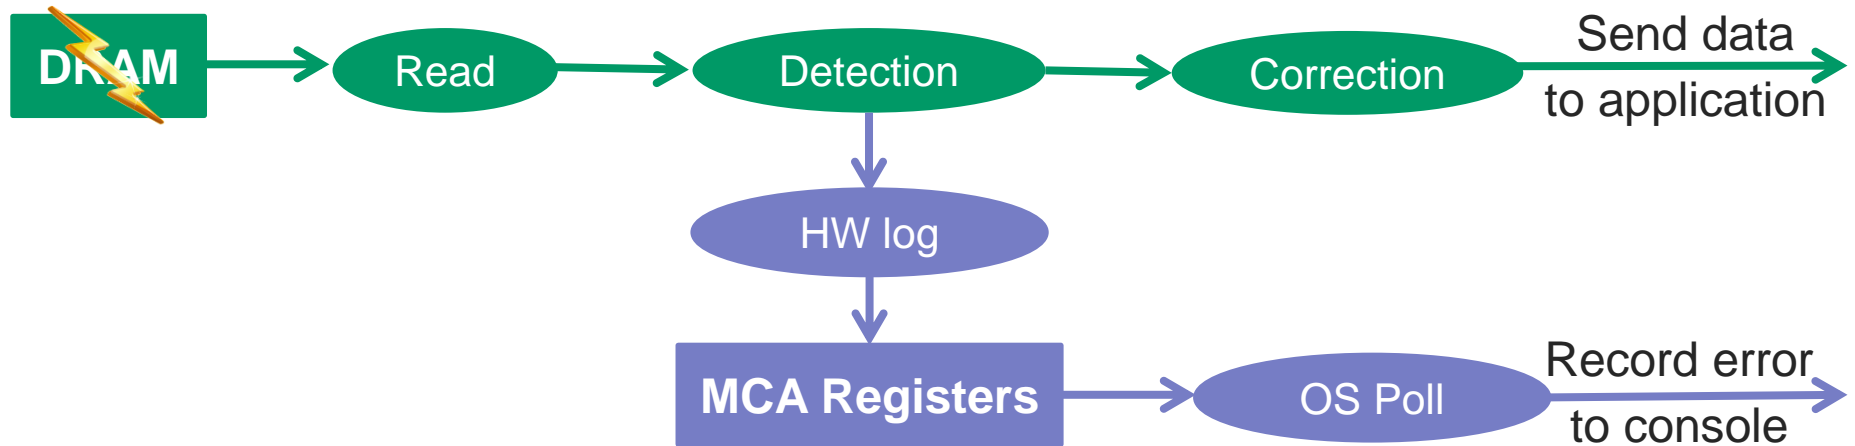 DRAM
Read
Detection
Correction
Send data
to application
HW log
MCA Registers
OS Poll
Record error
to console